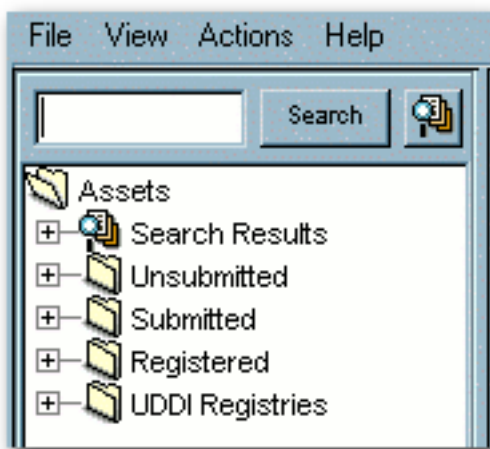 File View Actions Help
Search
Assets
Search Results
Unsubmitted
Submitted
Registered
UDDI Registries